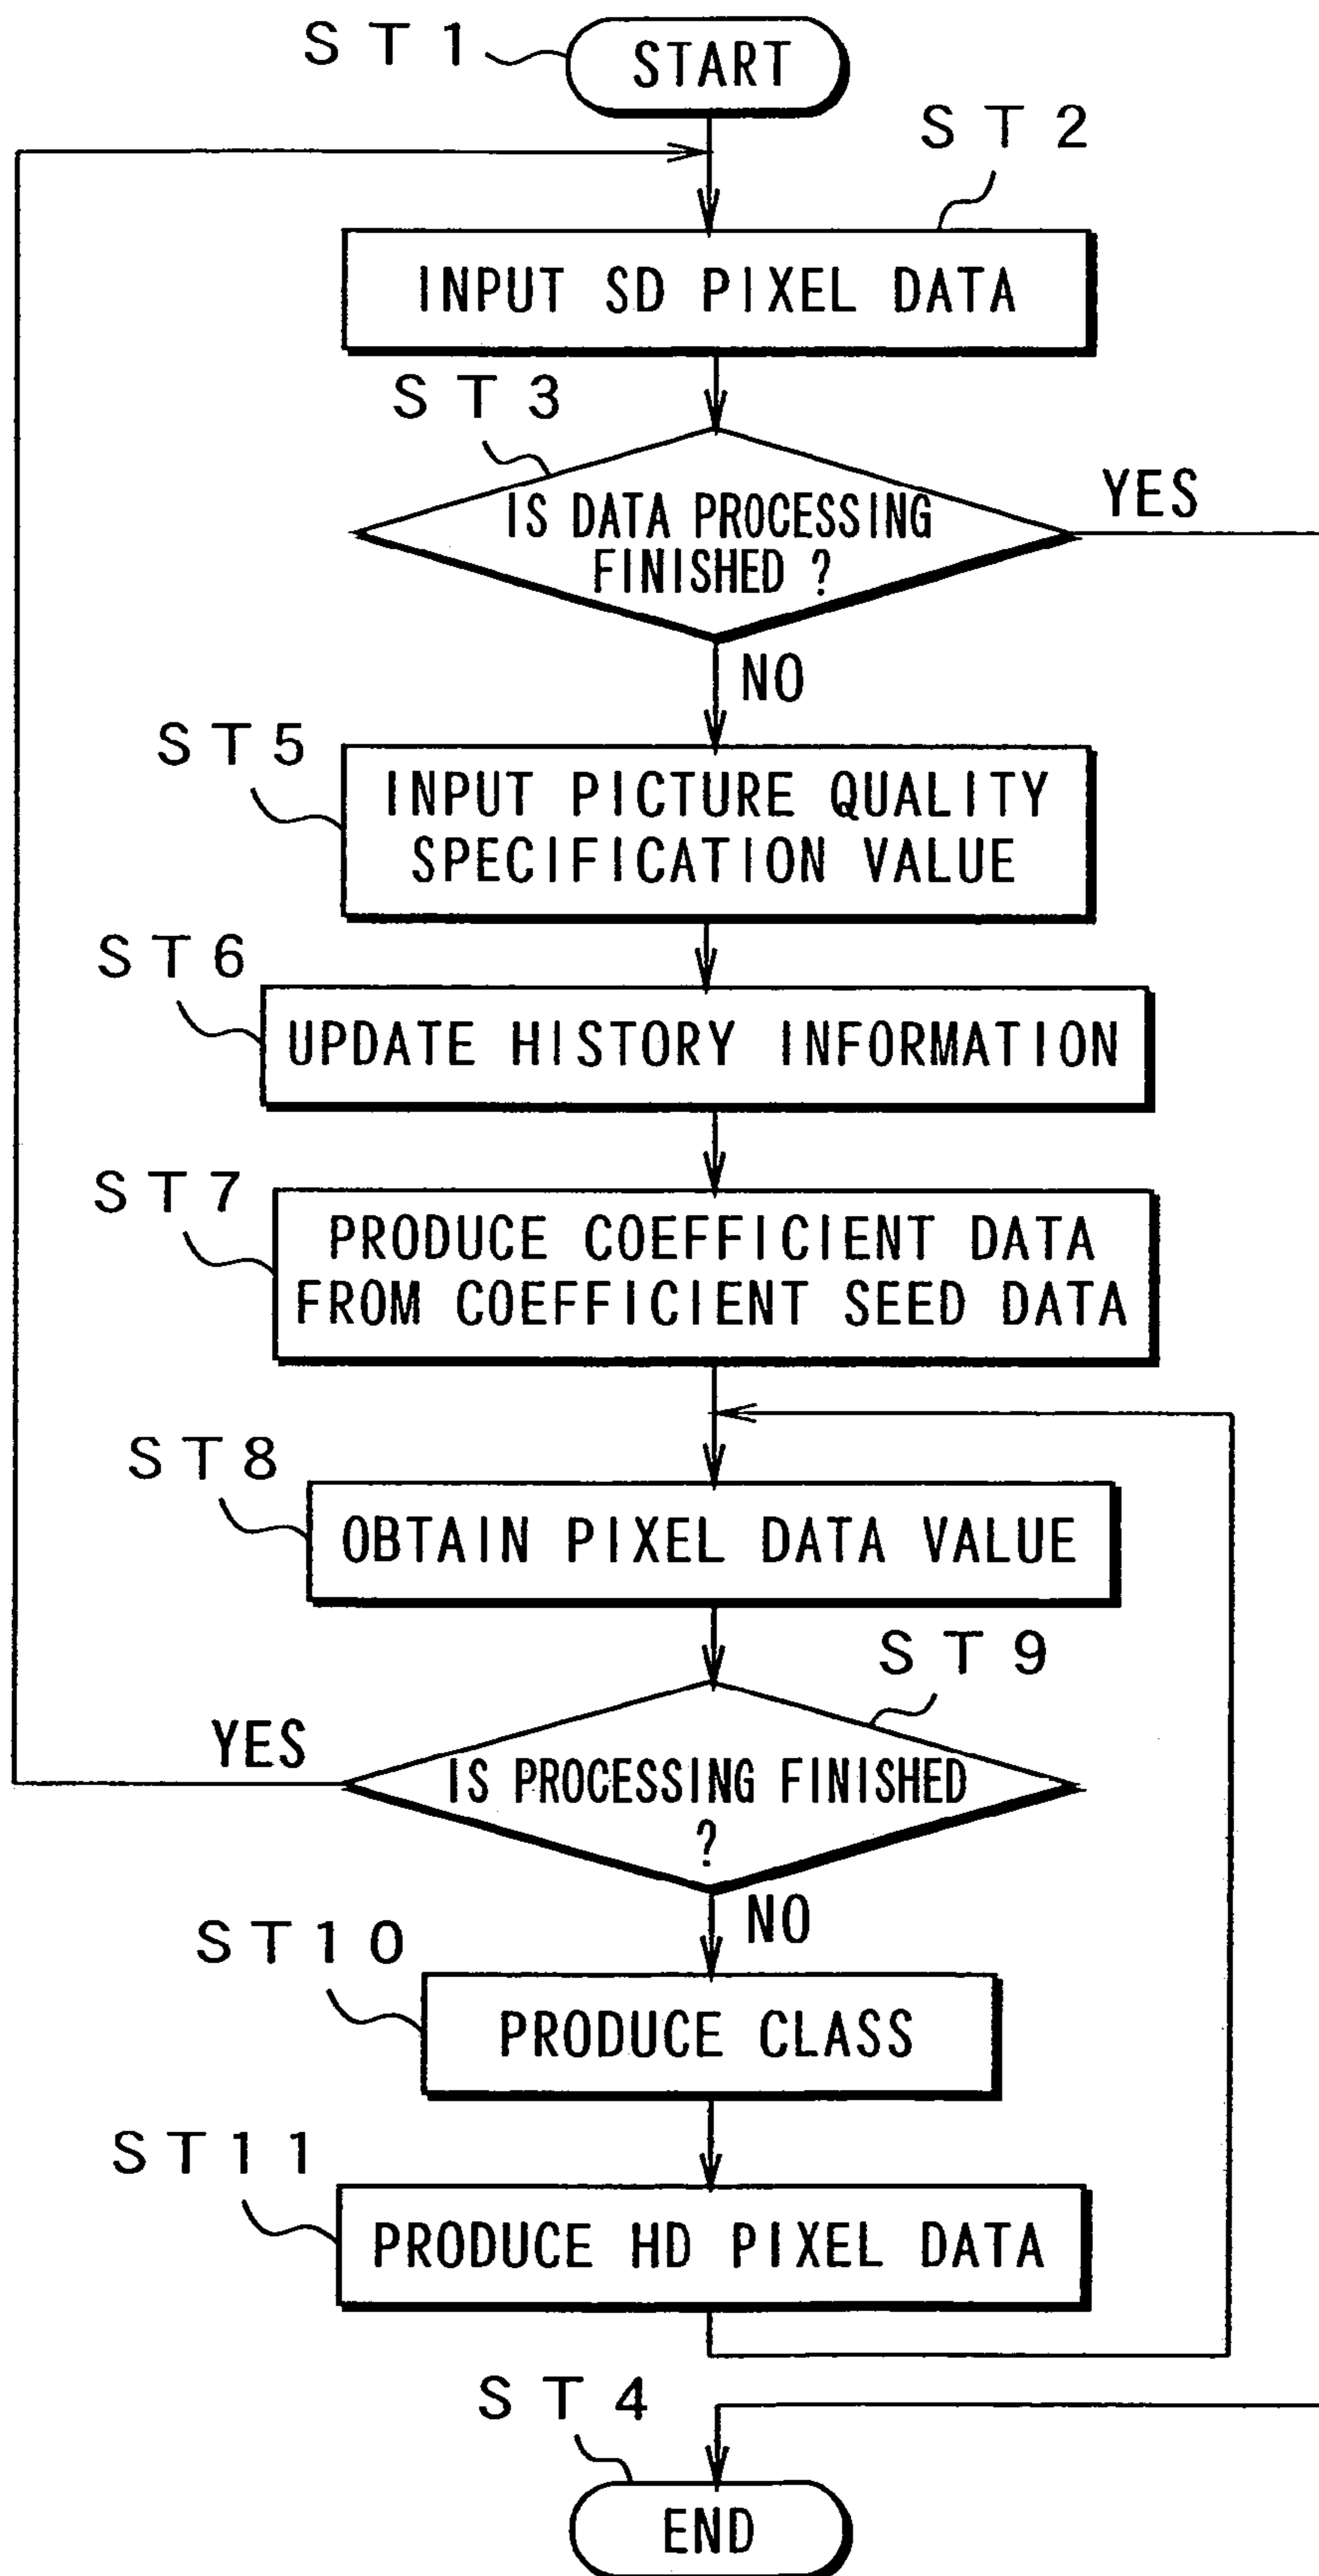 ST1
START
ST2
INPUT SD PIXEL DATA
ST3
IS DATA PROCESSING
FINISHED ?
YES
NO
ST5
INPUT PICTURE QUALITY
SPECIFICATION VALUE
ST6
UPDATE HISTORY INFORMATION
ST7
PRODUCE COEFFICIENT DATA
FROM COEFFICIENT SEED DATA
ST8
OBTAIN PIXEL DATA VALUE
ST9
YES
IS PROCESSING FINISHED
?
NO
ST10
PRODUCE CLASS
ST11
PRODUCE HD PIXEL DATA
ST4
END